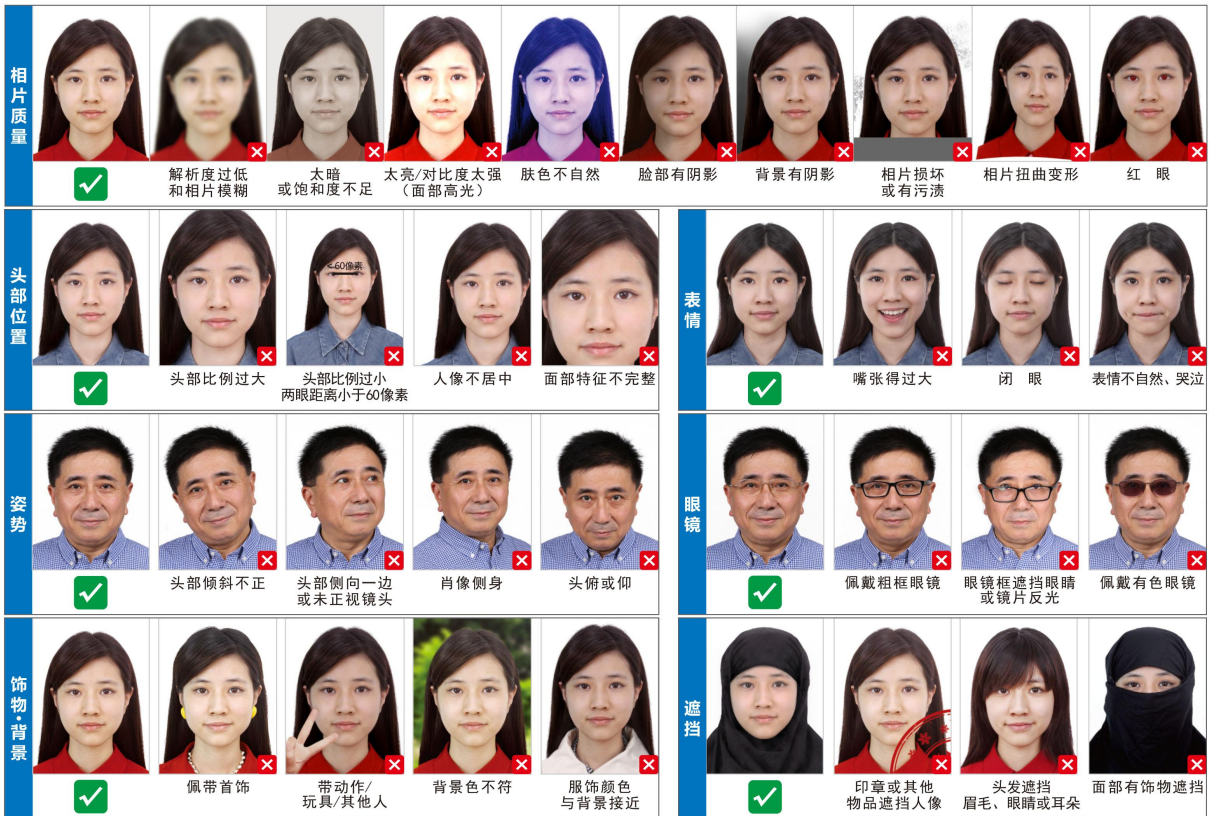 相片质量
解析度过低
和相片模糊
太暗
或饱和度不足
太亮/对比度太强
（面部高光）
肤色不自然
脸部有阴影
背景有阴影
相片损坏
或有污渍
相片扭曲变形
红 眼
头部位置
头部比例过大
< 60像素
头部比例过小
两眼距离小于60像素
人像不居中
面部特征不完整
表情
嘴张得过大
闭 眼
表情不自然、哭泣
姿势
头部倾斜不正
头部侧向一边
或未正视镜头
肖像侧身
头俯或仰
眼镜
佩戴粗框眼镜
眼镜框遮挡眼睛
或镜片反光
佩戴有色眼镜
饰物·背景
佩带首饰
带动作/
玩具/其他人
背景色不符
服饰颜色
与背景接近
遮挡
印章或其他
物品遮挡人像
头发遮挡
眉毛、眼睛或耳朵
面部有饰物遮挡